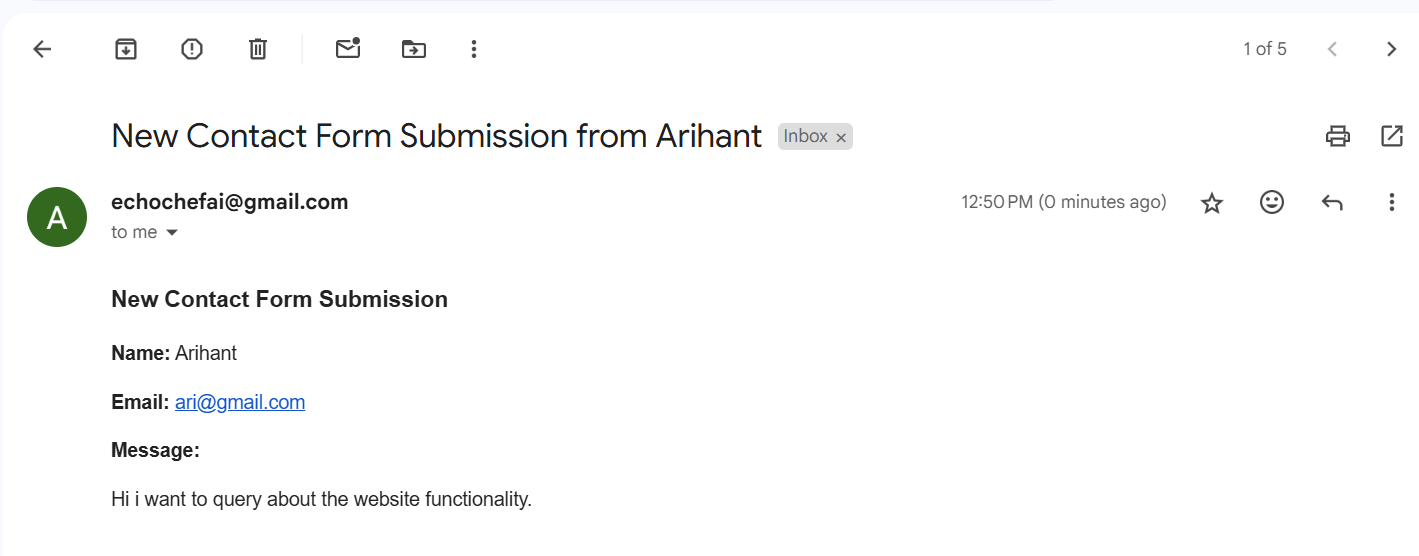 1 of 5
New Contact Form Submission from Arihant Inbox ×
A
echochefai@gmail.com 12:50 PM (0 minutes ago)
to me
New Contact Form Submission
Name: Arihant
Email: ari@gmail.com
Message:
Hi i want to query about the website functionality.